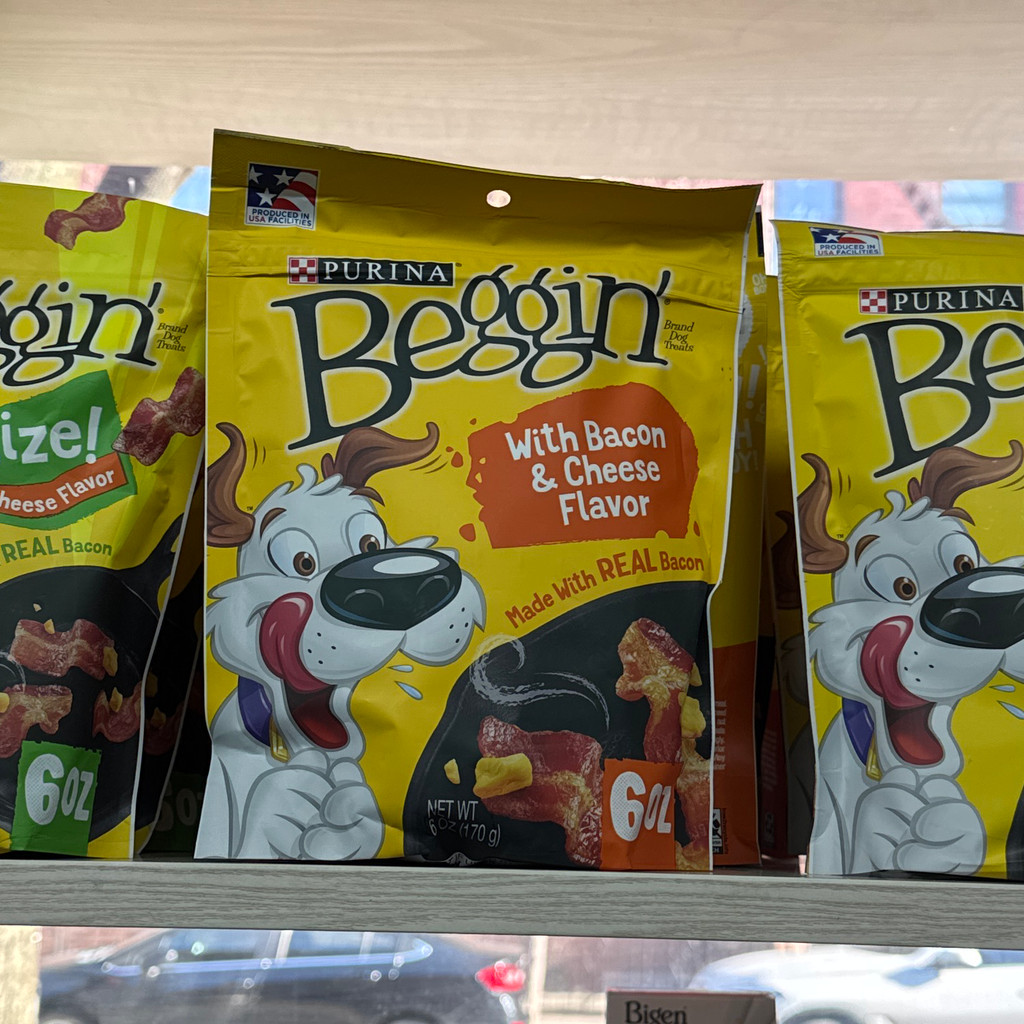 ggin'
Brand
Dog
Treats
ize!
heese Flavor
REAL Bacon
6OZ
PRODUCED IN
USA FACILITIES
PURINA
Beggin'
Brand
Dog
Treats
With Bacon
& Cheese
Flavor
Made With REAL Bacon
NET WT
6 Oz (170 g)
6OZ
PRODUCED IN
USA FACILITIES
PURINA
Be
Bigen